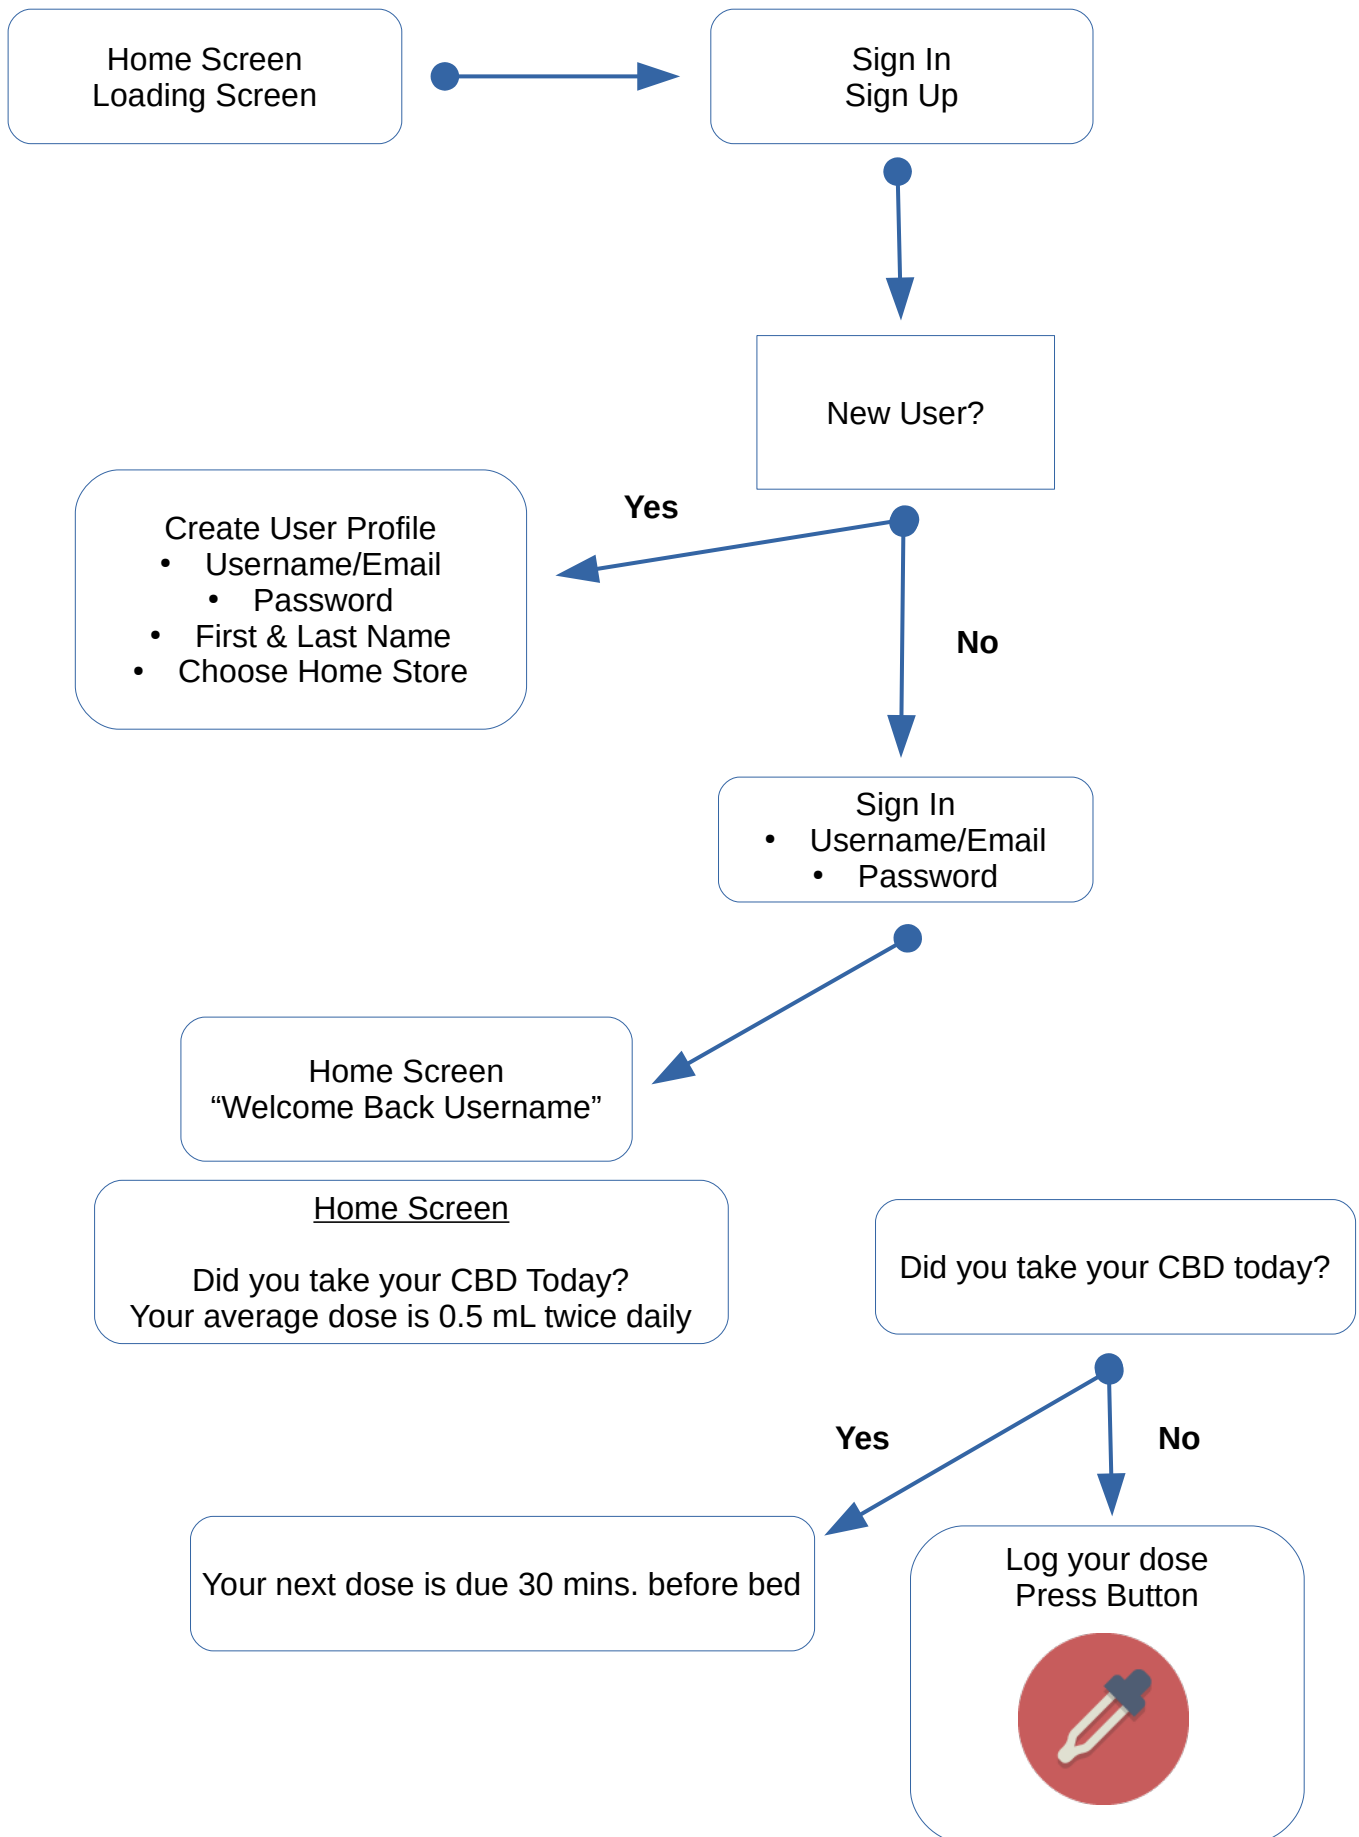 Home Screen
Loading Screen
Sign In
Sign Up
New User?
Yes
No
Create User Profile
• Username/Email
• Password
• First & Last Name
• Choose Home Store
Sign In
• Username/Email
• Password
Home Screen
“Welcome Back Username”
Home Screen
Did you take your CBD Today?
Your average dose is 0.5 mL twice daily
Did you take your CBD today?
Yes
No
Your next dose is due 30 mins. before bed
Log your dose
Press Button